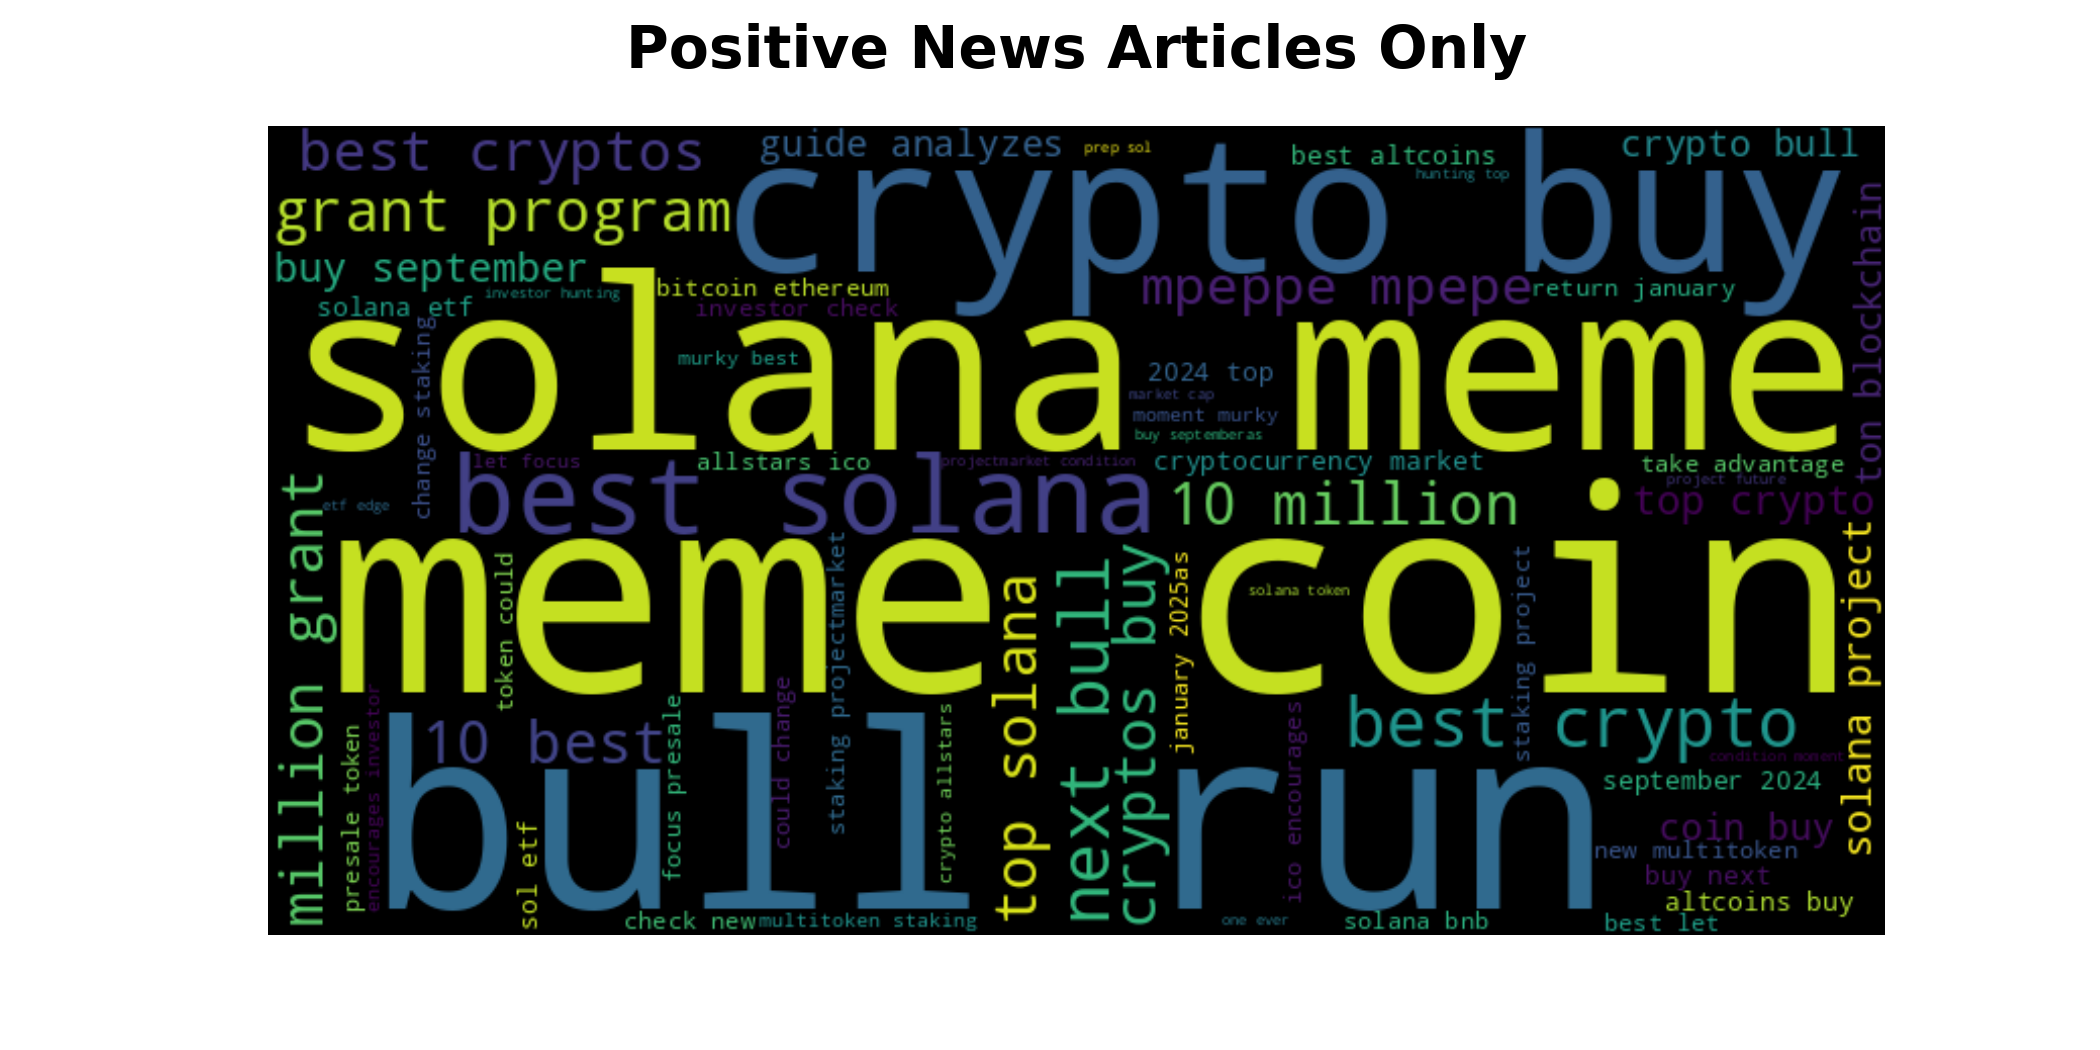 Positive News Articles Only
best cryptos
guide analyzes
prep sol
best altcoins
hunting top
crypto bull
grant program
crypto buy
ton blockchain
buy september
solana etf
investor hunting
bitcoin ethereum
investor check
mpeppe mpepe
return january
solana meme
change staking
murky best
2024 top
market cap
moment murky
buy septemberas
let focus
allstars ico
projectmarket condition
cryptocurrency market
take advantage
project future
etf edge
best solana
10 million
top crypto
million grant
meme coin
token could
staking projectmarket
top solana
next bull
cryptos buy
january 2025as
solana token
staking project
solana project
presale token
encourages investor
10 best
bull run
sol etf
focus presale
could change
crypto allstars
ico encourages
best crypto
condition moment
september 2024
coin buy
new multitoken
buy next
altcoins buy
check new
multitoken staking
one ever
solana bnb
best let